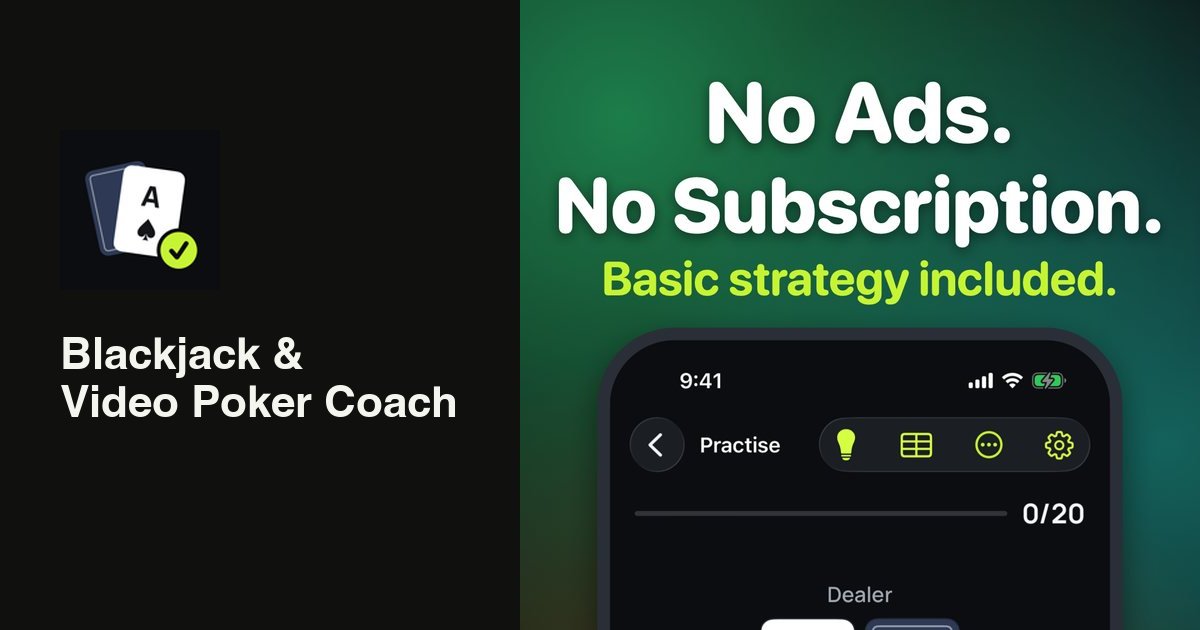 A
Blackjack &
Video Poker Coach
No Ads.
No Subscription.
Basic strategy included.
9:41
Practise
0/20
Dealer